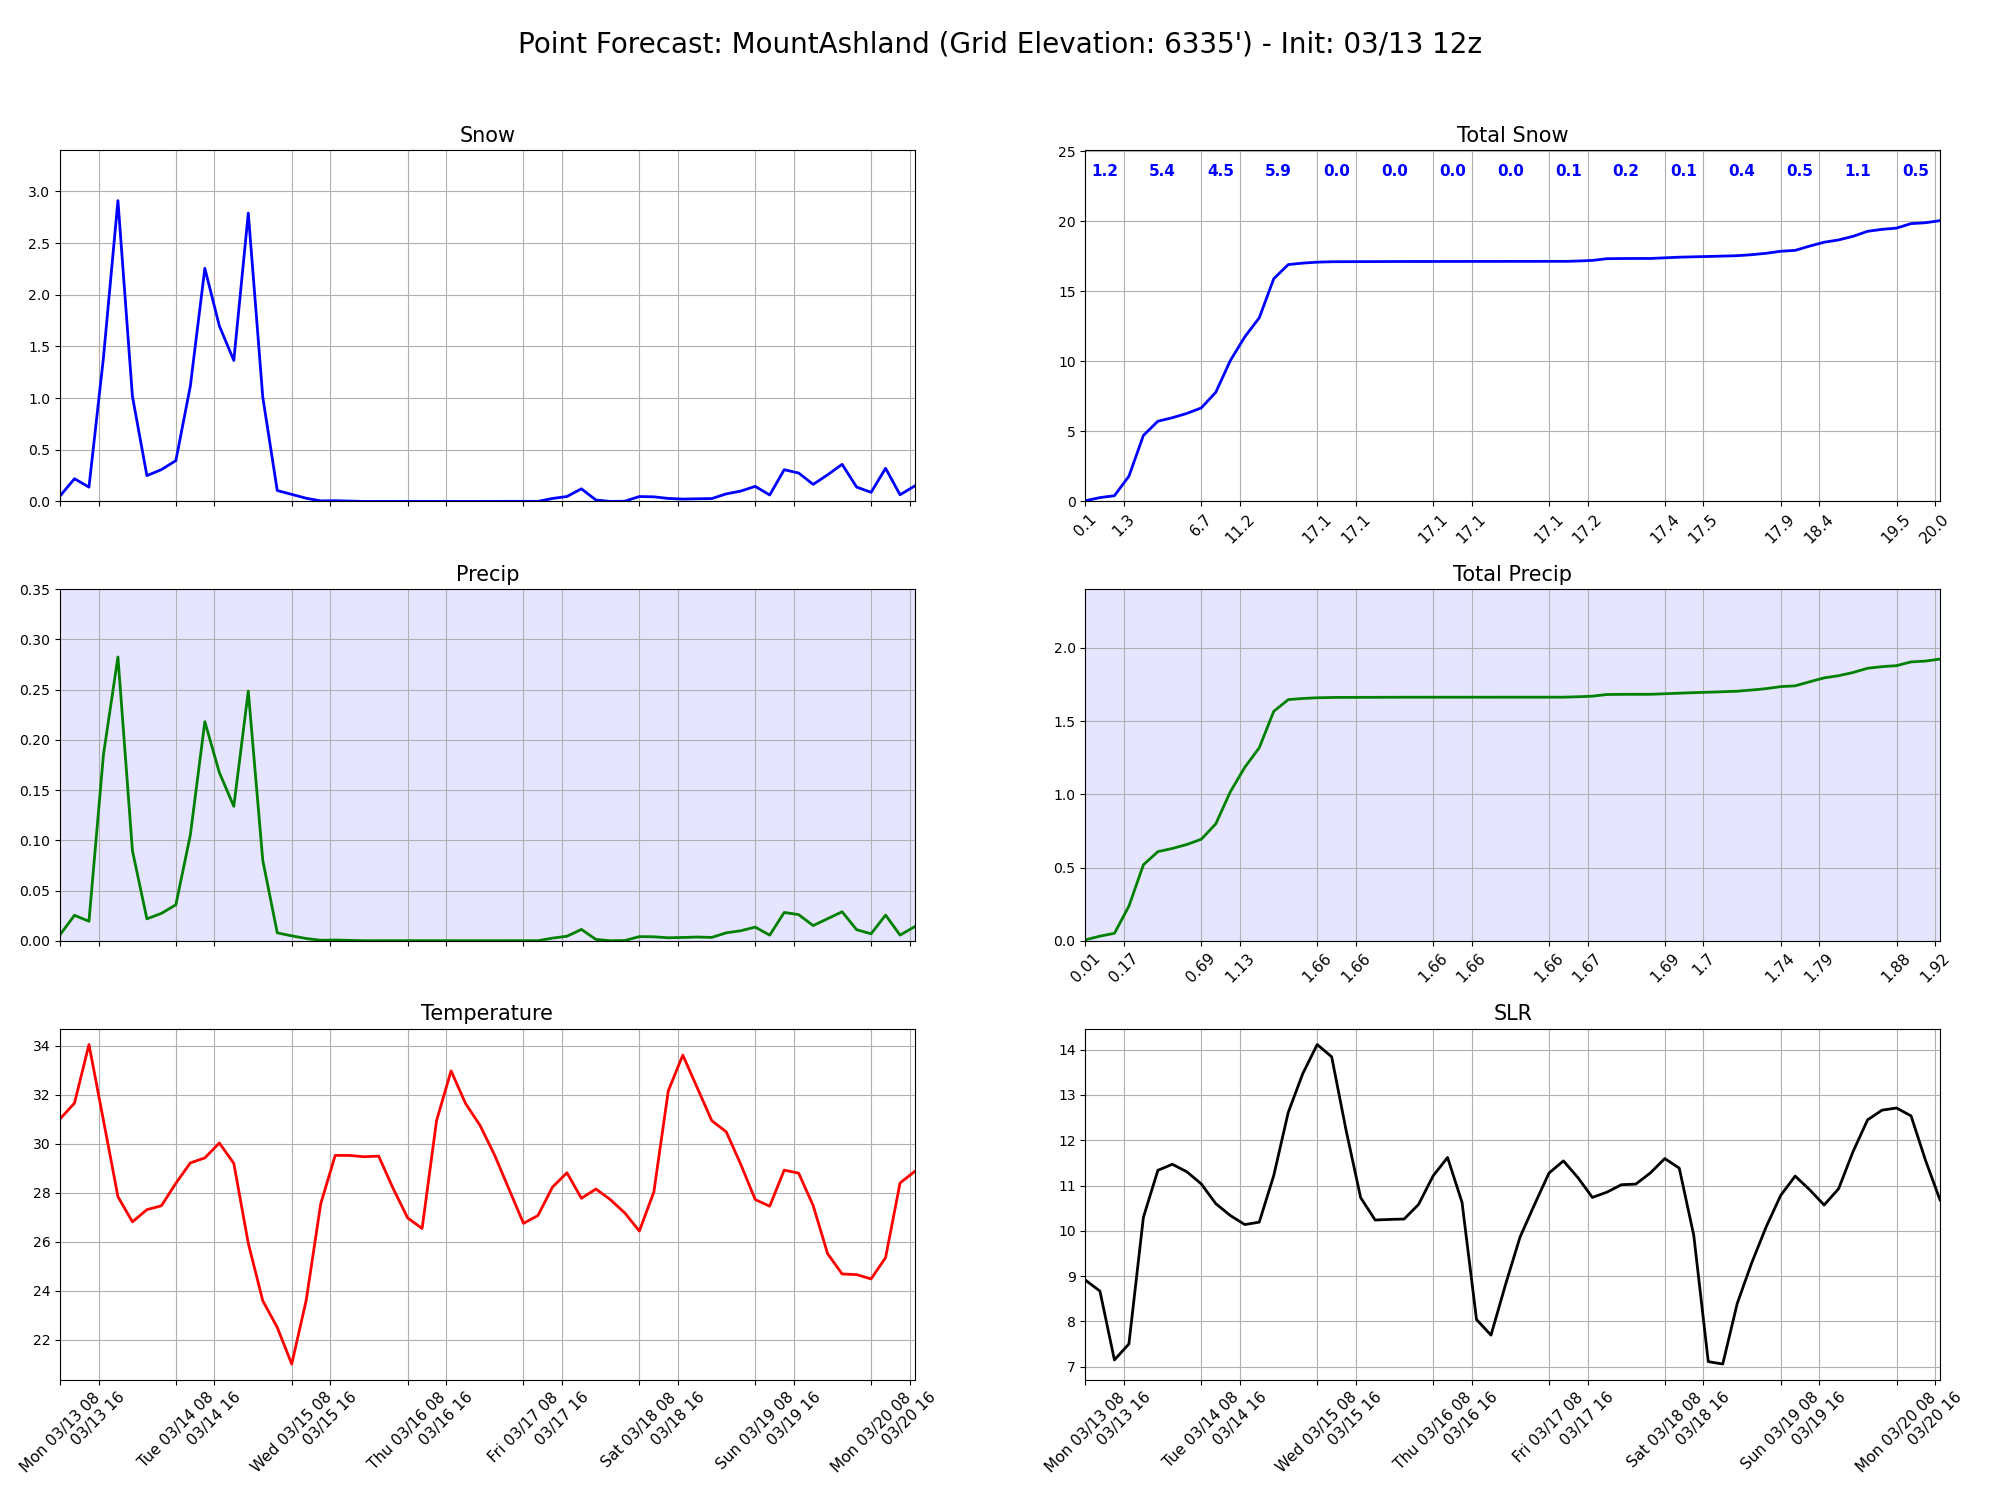 Point Forecast: MountAshland (Grid Elevation: 6335') - Init: 03/13 12z
Snow
3.0
2.5
2.0
1.5
1.0
0.5
0.0
Total Snow
1.2 5.4 4.5 5.9 0.0 0.0 0.0 0.0 0.1 0.2 0.1 0.4 0.5 1.1 0.5
25
20
15
10
5
0
0.1 1.3 6.7 11.2 17.1 17.1 17.1 17.1 17.1 17.2 17.4 17.5 17.9 18.4 19.5 20.0
Precip
0.35
0.30
0.25
0.20
0.15
0.10
0.05
0.00
Total Precip
2.0
1.5
1.0
0.5
0.0
0.01 0.17 0.69 1.13 1.66 1.66 1.66 1.66 1.66 1.67 1.69 1.7 1.74 1.79 1.88 1.92
Temperature
34
32
30
28
26
24
22
Mon 03/13 08
03/13 16
Tue 03/14 08
03/14 16
Wed 03/15 08
03/15 16
Thu 03/16 08
03/16 16
Fri 03/17 08
03/17 16
Sat 03/18 08
03/18 16
Sun 03/19 08
03/19 16
Mon 03/20 08
03/20 16
SLR
14
13
12
11
10
9
8
7
Mon 03/13 08
03/13 16
Tue 03/14 08
03/14 16
Wed 03/15 08
03/15 16
Thu 03/16 08
03/16 16
Fri 03/17 08
03/17 16
Sat 03/18 08
03/18 16
Sun 03/19 08
03/19 16
Mon 03/20 08
03/20 16